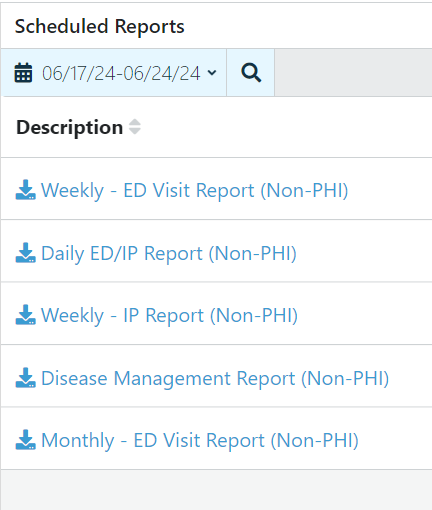 Scheduled Reports
06/17/24-06/24/24
Description
Weekly - ED Visit Report (Non-PHI)
Daily ED/IP Report (Non-PHI)
Weekly - IP Report (Non-PHI)
Disease Management Report (Non-PHI)
Monthly - ED Visit Report (Non-PHI)